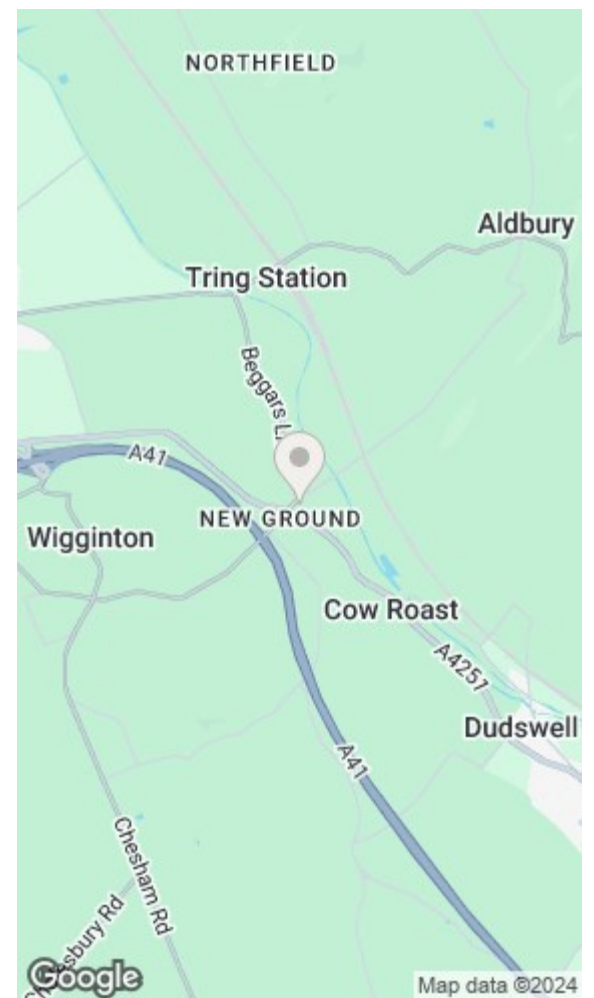 NORTHFIELD
Aldbury
Tring Station
Beggars L
A41
NEW GROUND
Wigginton
Cow Roast
A4251
Dudswell
A41
Chesham Rd
sbury Rd
Google
Map data ©2024